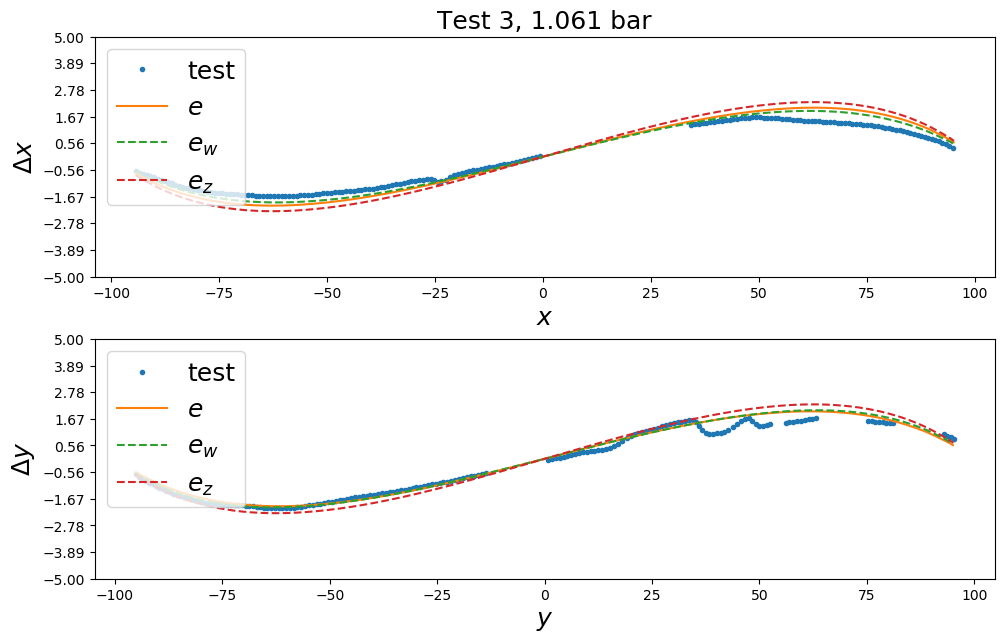 Test 3, 1.061 bar
5.00
3.89
2.78
1.67
0.56
−0.56
−1.67
−2.78
−3.89
−5.00
Δx
test
e
e_w
e_z
−100 −75 −50 −25 0 25 50 75 100
x
5.00
3.89
2.78
1.67
0.56
−0.56
−1.67
−2.78
−3.89
−5.00
Δy
test
e
e_w
e_z
−100 −75 −50 −25 0 25 50 75 100
y